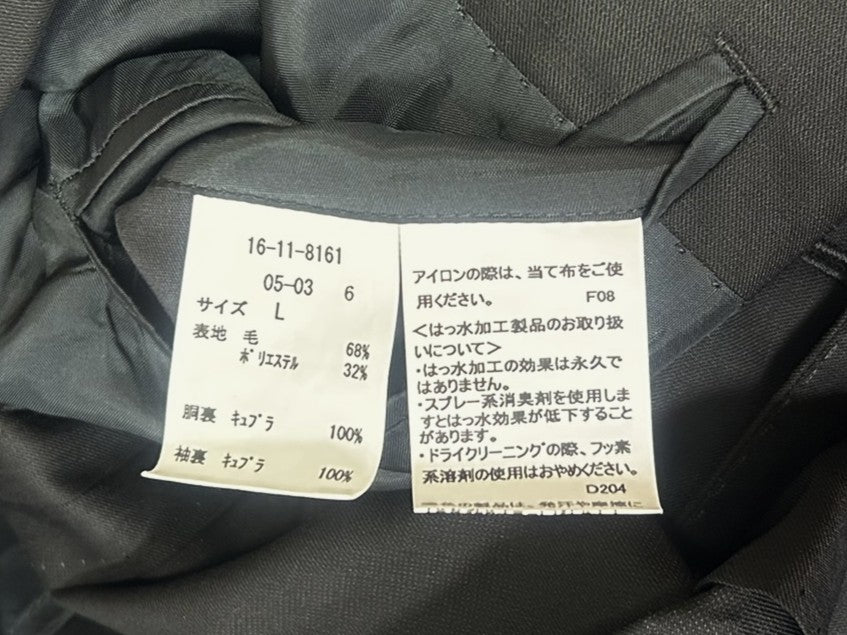 16-11-8161
05-03 6
サイズ L
表地 毛 68%
ポリエステル 32%
胴裏 キュプラ 100%
袖裏 キュプラ 100%
アイロンの際は、当て布をご使
用ください。 F08
＜はっ水加工製品のお取り扱
いについて＞
・はっ水加工の効果は永久で
はありません。
・スプレー系消臭剤を使用しま
すとはっ水効果が低下すること
があります。
・ドライクリーニングの際、フッ素
系溶剤の使用はおやめください。
D204